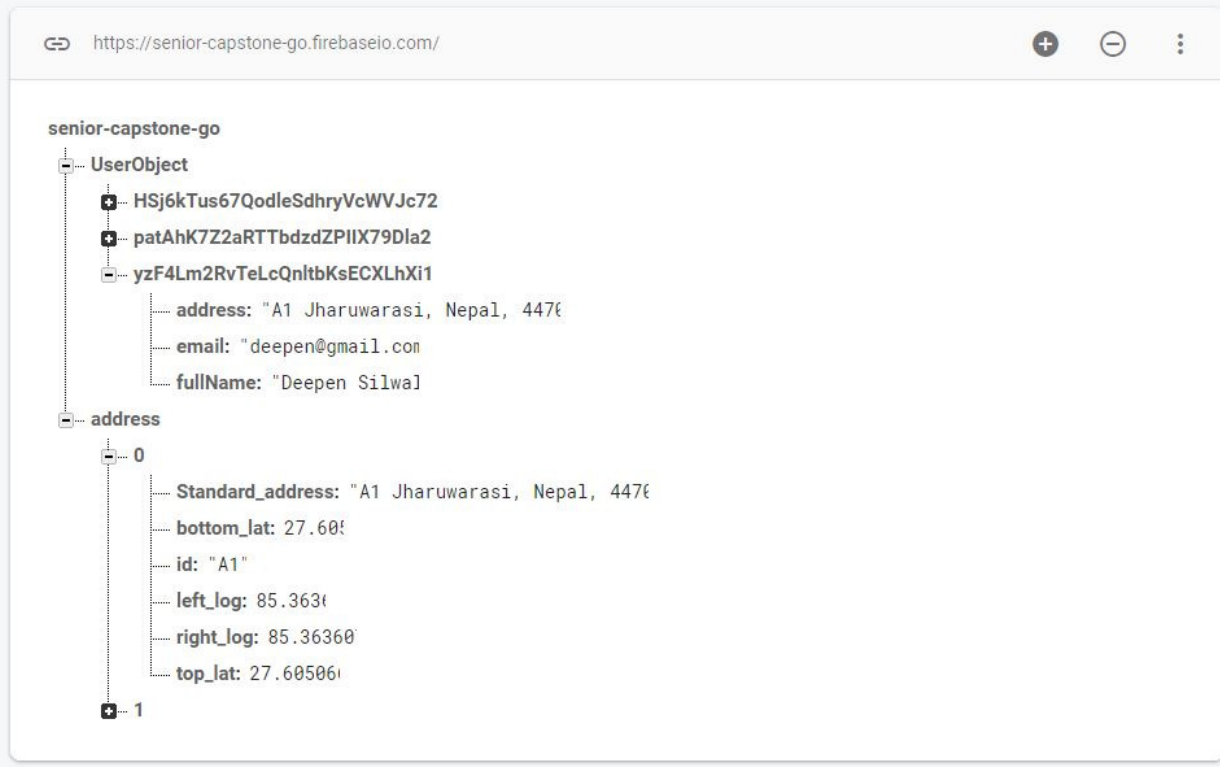 https://senior-capstone-go.firebaseio.com/
senior-capstone-go
UserObject
HSj6kTus67QodleSdhryVcWVJc72
patAhK7Z2aRTTbdzdZPIIX79Dla2
yzF4Lm2RvTeLcQnltbKsECXLhXi1
address: "A1 Jharuwarasi, Nepal,
email: "deepen@gmail.com
fullName: "Deepen Silwal
address
0
Standard_address: "A1 Jharuwarasi, Nepal,
bottom_lat: 27.605
id: "A1"
left_log: 85.363
right_log: 85.36360
top_lat: 27.60506
1